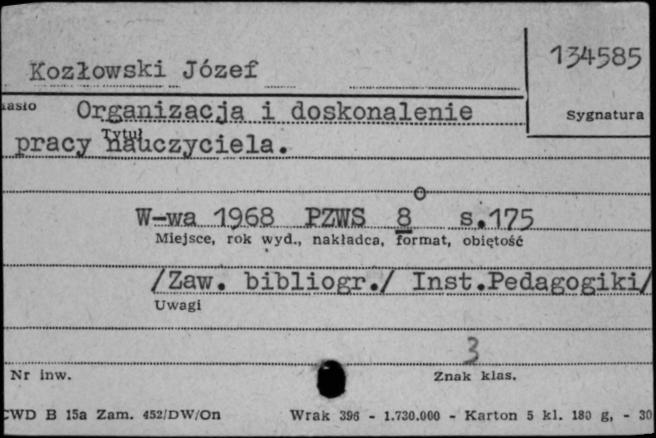 134585
Kozłowski Józef
Sygnatura
Organizacja i doskonalenie
Tytuł
pracy nauczyciela.
W-wa 1968 PZWS 8° s.175
Miejsce, rok wyd., nakładca, format, objętość
/Zaw. bibliogr./ Inst.Pedagogiki/
Uwagi
3
Nr inw.
Znak klas.
CWD B 15a Zam. 452/DW/On Wrak 396 - 1.730.000 - Karton 5 kl. 180 g, - 30